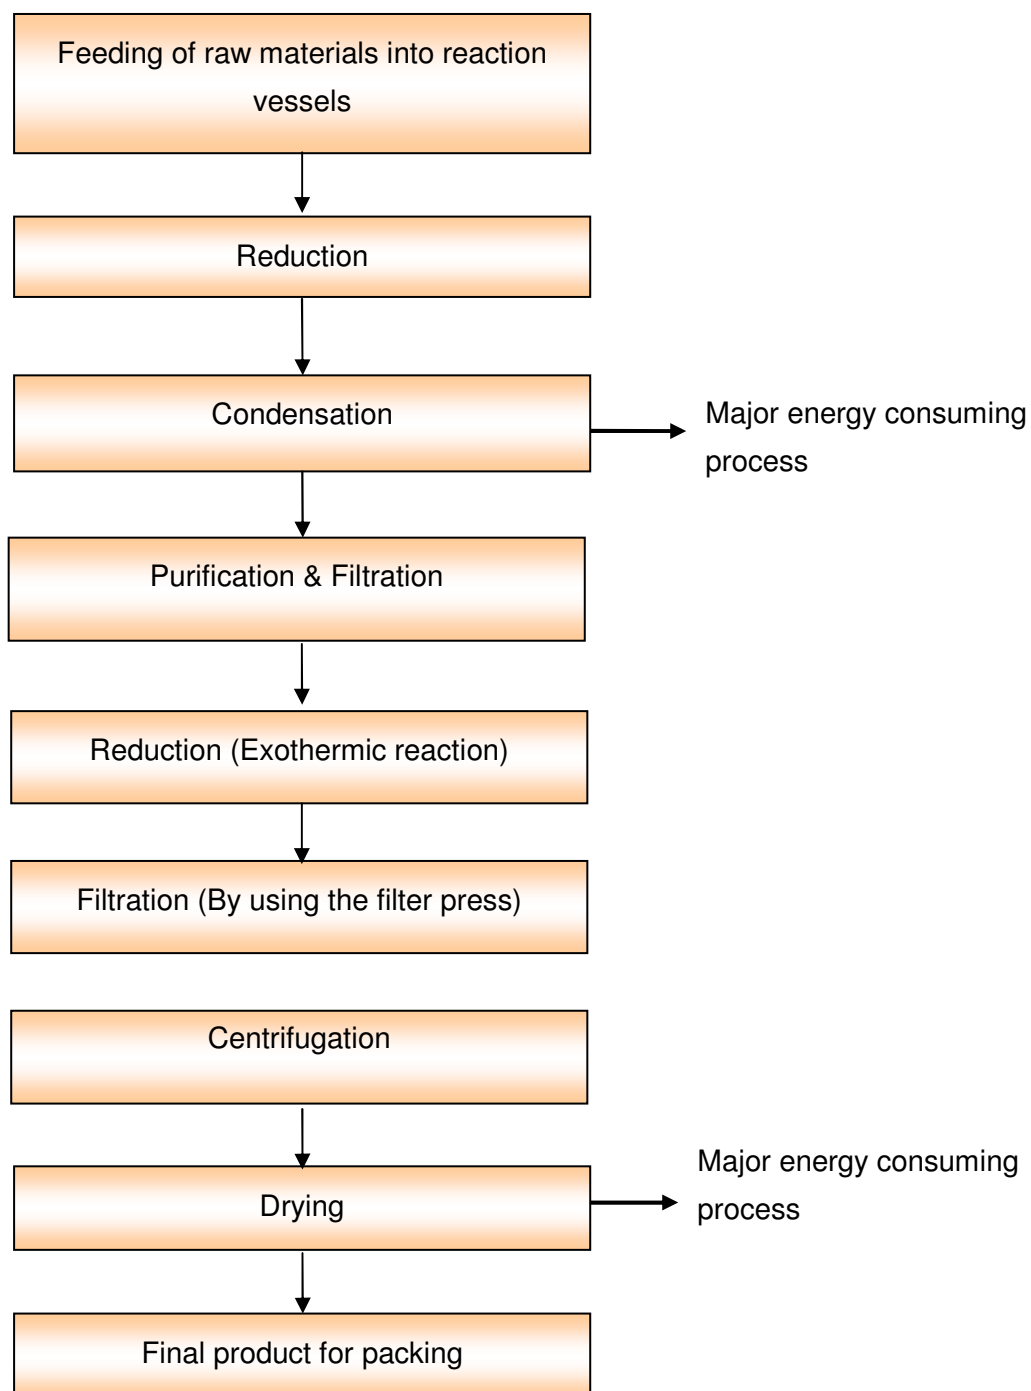 Feeding of raw materials into reaction
vessels
Reduction
Condensation
Major energy consuming
process
Purification & Filtration
Reduction (Exothermic reaction)
Filtration (By using the filter press)
Centrifugation
Major energy consuming
process
Drying
Final product for packing